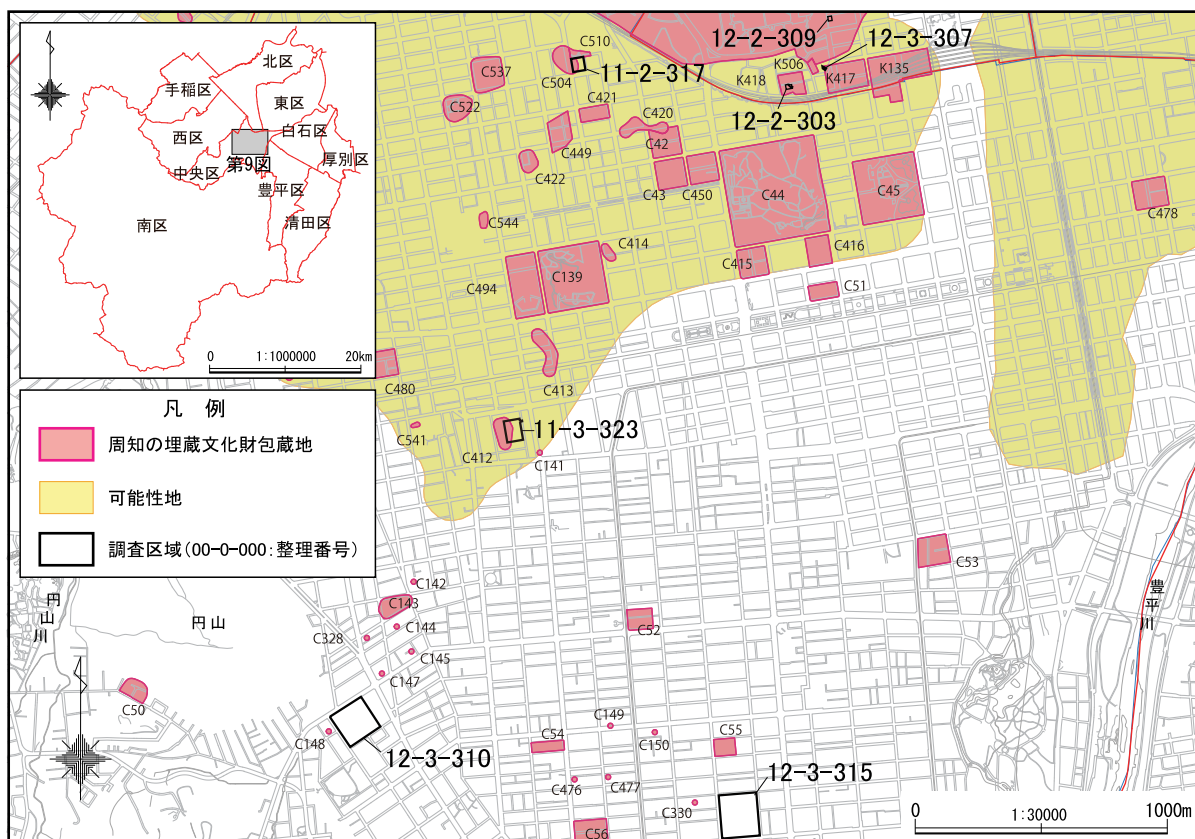 北区
手稲区
東区
西区
白石区
第9図
中央区
厚別区
豊平区
南区
清田区
0
1:1000000
20km
凡 例
周知の埋蔵文化財包蔵地
可能性地
調査区域(00-0-000:整理番号)
12-2-309
12-3-307
11-2-317
12-2-303
C510
C537
C504
C522
C421
C420
C449
C42
C422
C43
C450
K506
K418
K417
K135
C44
C45
C478
C544
C414
C416
C415
C494
C139
C51
C480
C413
C541
C412
11-3-323
C141
C53
C142
C143
C144
C328
C145
C147
C52
円山川
円山
豊平川
C50
C148
12-3-310
C149
C54
C150
C55
C476
C477
C330
12-3-315
C56
0
1:30000
1000m